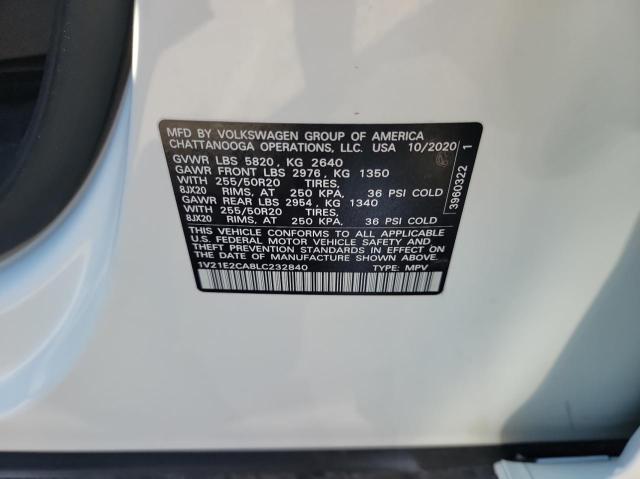 MFD BY VOLKSWAGEN GROUP OF AMERICA
CHATTANOOGA OPERATIONS, LLC. USA 10/2020
GVWR LBS 5820, KG 2640
GAWR FRONT LBS 2976, KG 1350
WITH 255/50R20 TIRES,
8JX20 RIMS, AT 250 KPA, 36 PSI COLD
GAWR REAR LBS 2954, KG 1340
WITH 255/50R20 TIRES,
8JX20 RIMS, AT 250 KPA, 36 PSI COLD
THIS VEHICLE CONFORMS TO ALL APPLICABLE
U.S. FEDERAL MOTOR VEHICLE SAFETY AND
THEFT PREVENTION STANDARDS IN EFFECT ON
THE DATE OF MANUFACTURE SHOWN ABOVE.
1V21E2CABLC232840 TYPE: MPV
3960322 1